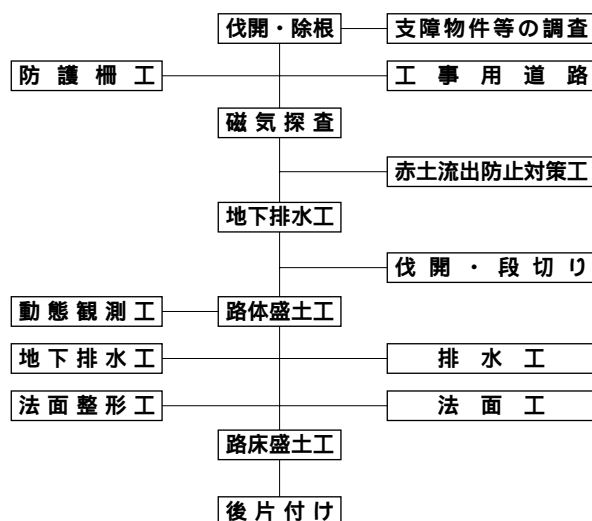 伐開・除根
支障物件等の調査
防護柵工
工事用道路
磁気探査
赤土流出防止対策工
地下排水工
伐開・段切り
動態観測工
路体盛土工
地下排水工
排水工
法面整形工
法面工
路床盛土工
後片付け